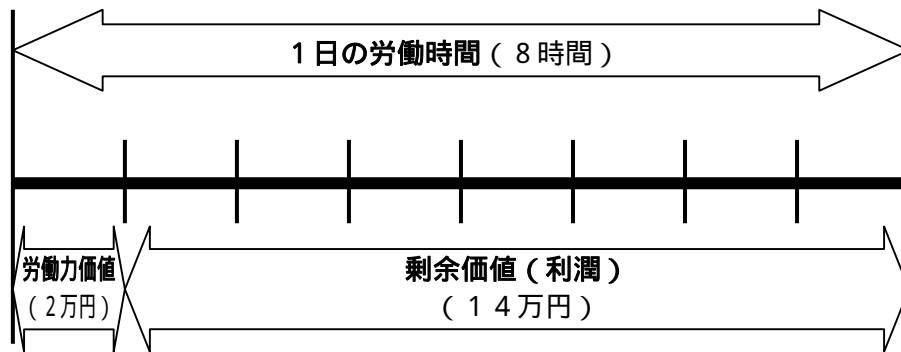 １日の労働時間（８時間）
労働力価値
（２万円）
剰余価値（利潤）
（１４万円）